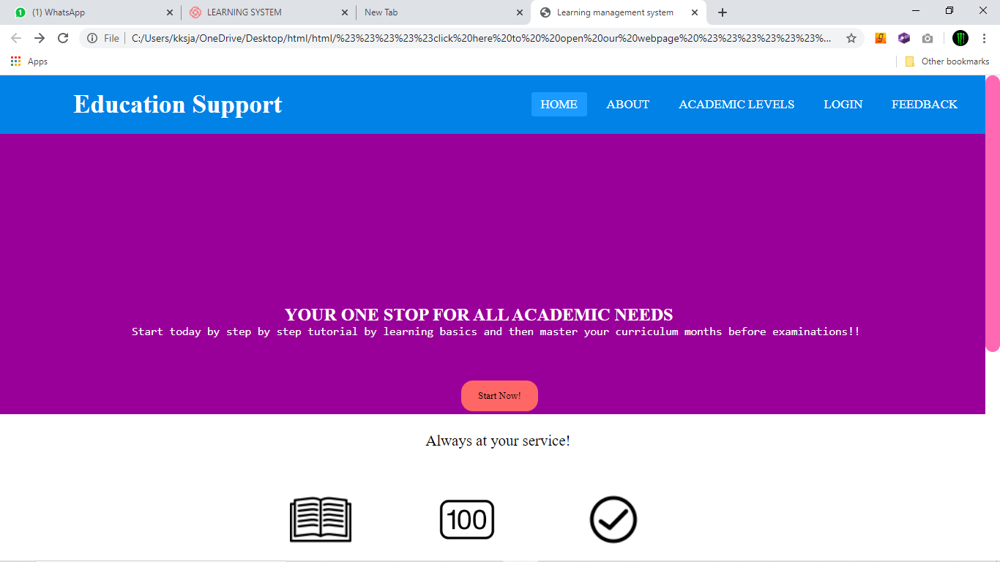 (1) WhatsApp
LEARNING SYSTEM
New Tab
Learning management system
File
C:/Users/kksja/OneDrive/Desktop/html/html/%23%23%23%23%23click%20here%20to%20%20open%20our%20webpage%20%23%23%23%23%23%23%...
Apps
Other bookmarks
Education Support
HOME
ABOUT
ACADEMIC LEVELS
LOGIN
FEEDBACK
YOUR ONE STOP FOR ALL ACADEMIC NEEDS
Start today by step by step tutorial by learning basics and then master your curriculum months before examinations!!
Start Now!
Always at your service!
100